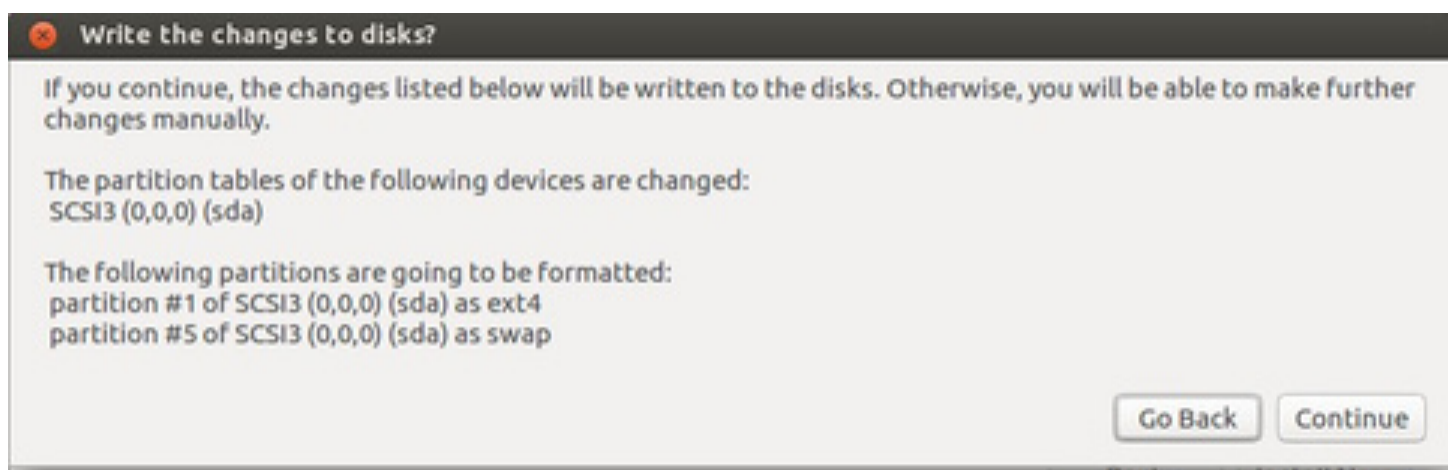 Write the changes to disks?
If you continue, the changes listed below will be written to the disks. Otherwise, you will be able to make further
changes manually.
The partition tables of the following devices are changed:
SCSI3 (0,0,0) (sda)
The following partitions are going to be formatted:
partition #1 of SCSI3 (0,0,0) (sda) as ext4
partition #5 of SCSI3 (0,0,0) (sda) as swap
Go Back Continue